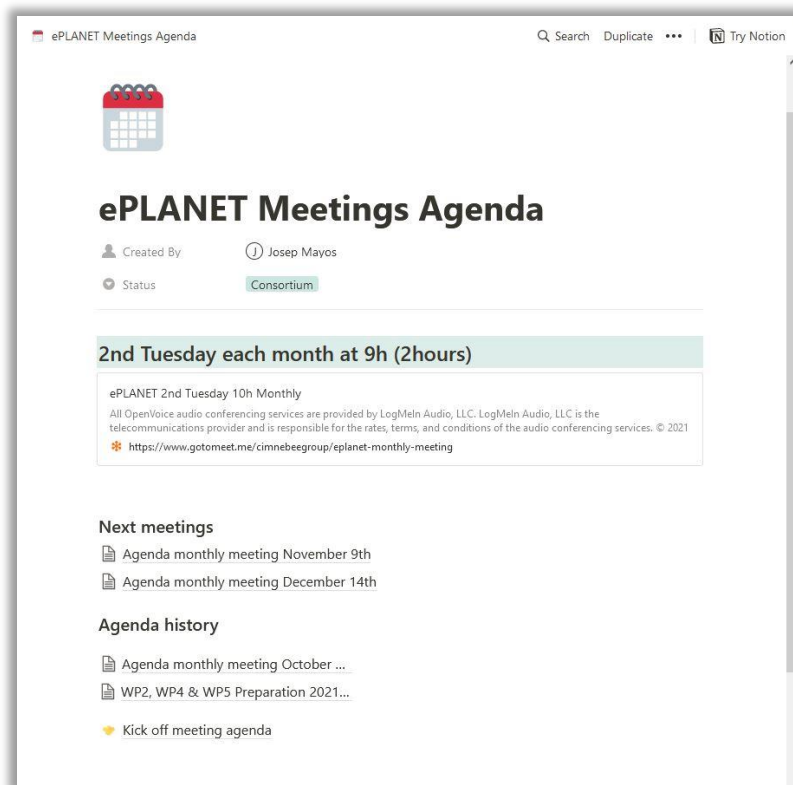 ePLANET Meetings Agenda
Search Duplicate ••• Try Notion
ePLANET Meetings Agenda
Created By J Josep Mayos
Status Consortium
2nd Tuesday each month at 9h (2hours)
ePLANET 2nd Tuesday 10h Monthly
All OpenVoice audio conferencing services are provided by LogMeIn Audio, LLC. LogMeIn Audio, LLC is the
telecommunications provider and is responsible for the rates, terms, and conditions of the audio conferencing services. © 2021
https://www.gotomeet.me/cimnebeegroup/eplanet-monthly-meeting
Next meetings
Agenda monthly meeting November 9th
Agenda monthly meeting December 14th
Agenda history
Agenda monthly meeting October ...
WP2, WP4 & WP5 Preparation 2021...
Kick off meeting agenda